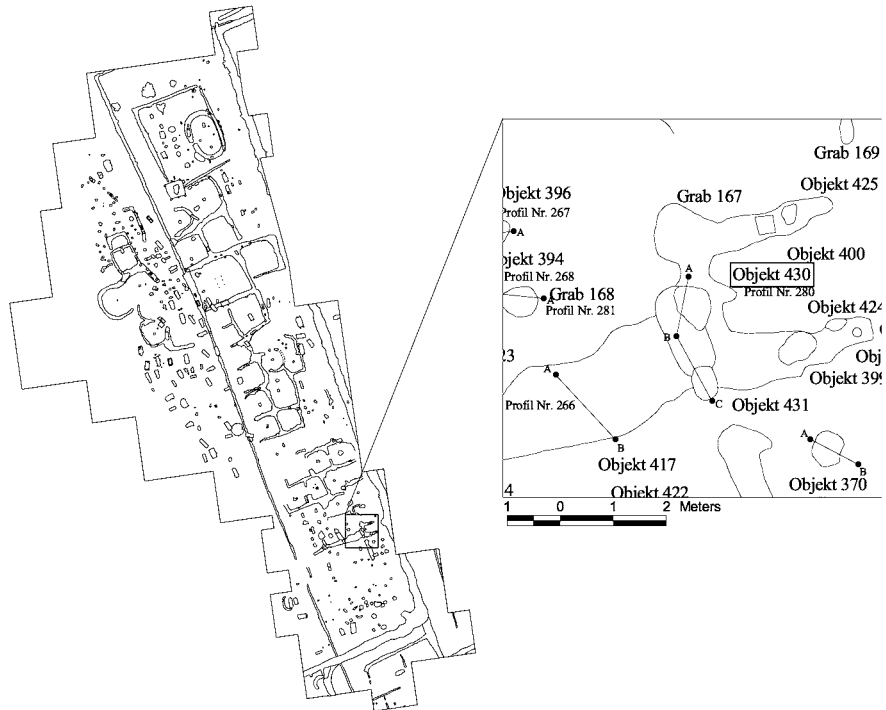 Grab 169
Objekt 425
Objekt 396
Grab 167
Profil Nr. 267
A
Objekt 400
Objekt 394
A
Objekt 430
Profil Nr. 268
Profil Nr. 280
A
Grab 168
Profil Nr. 281
Objekt 424
B
23
A
Objekt 399
Profil Nr. 266
C
Objekt 431
A
B
Objekt 417
B
Objekt 370
4
Objekt 422
1 0 1 2 Meters